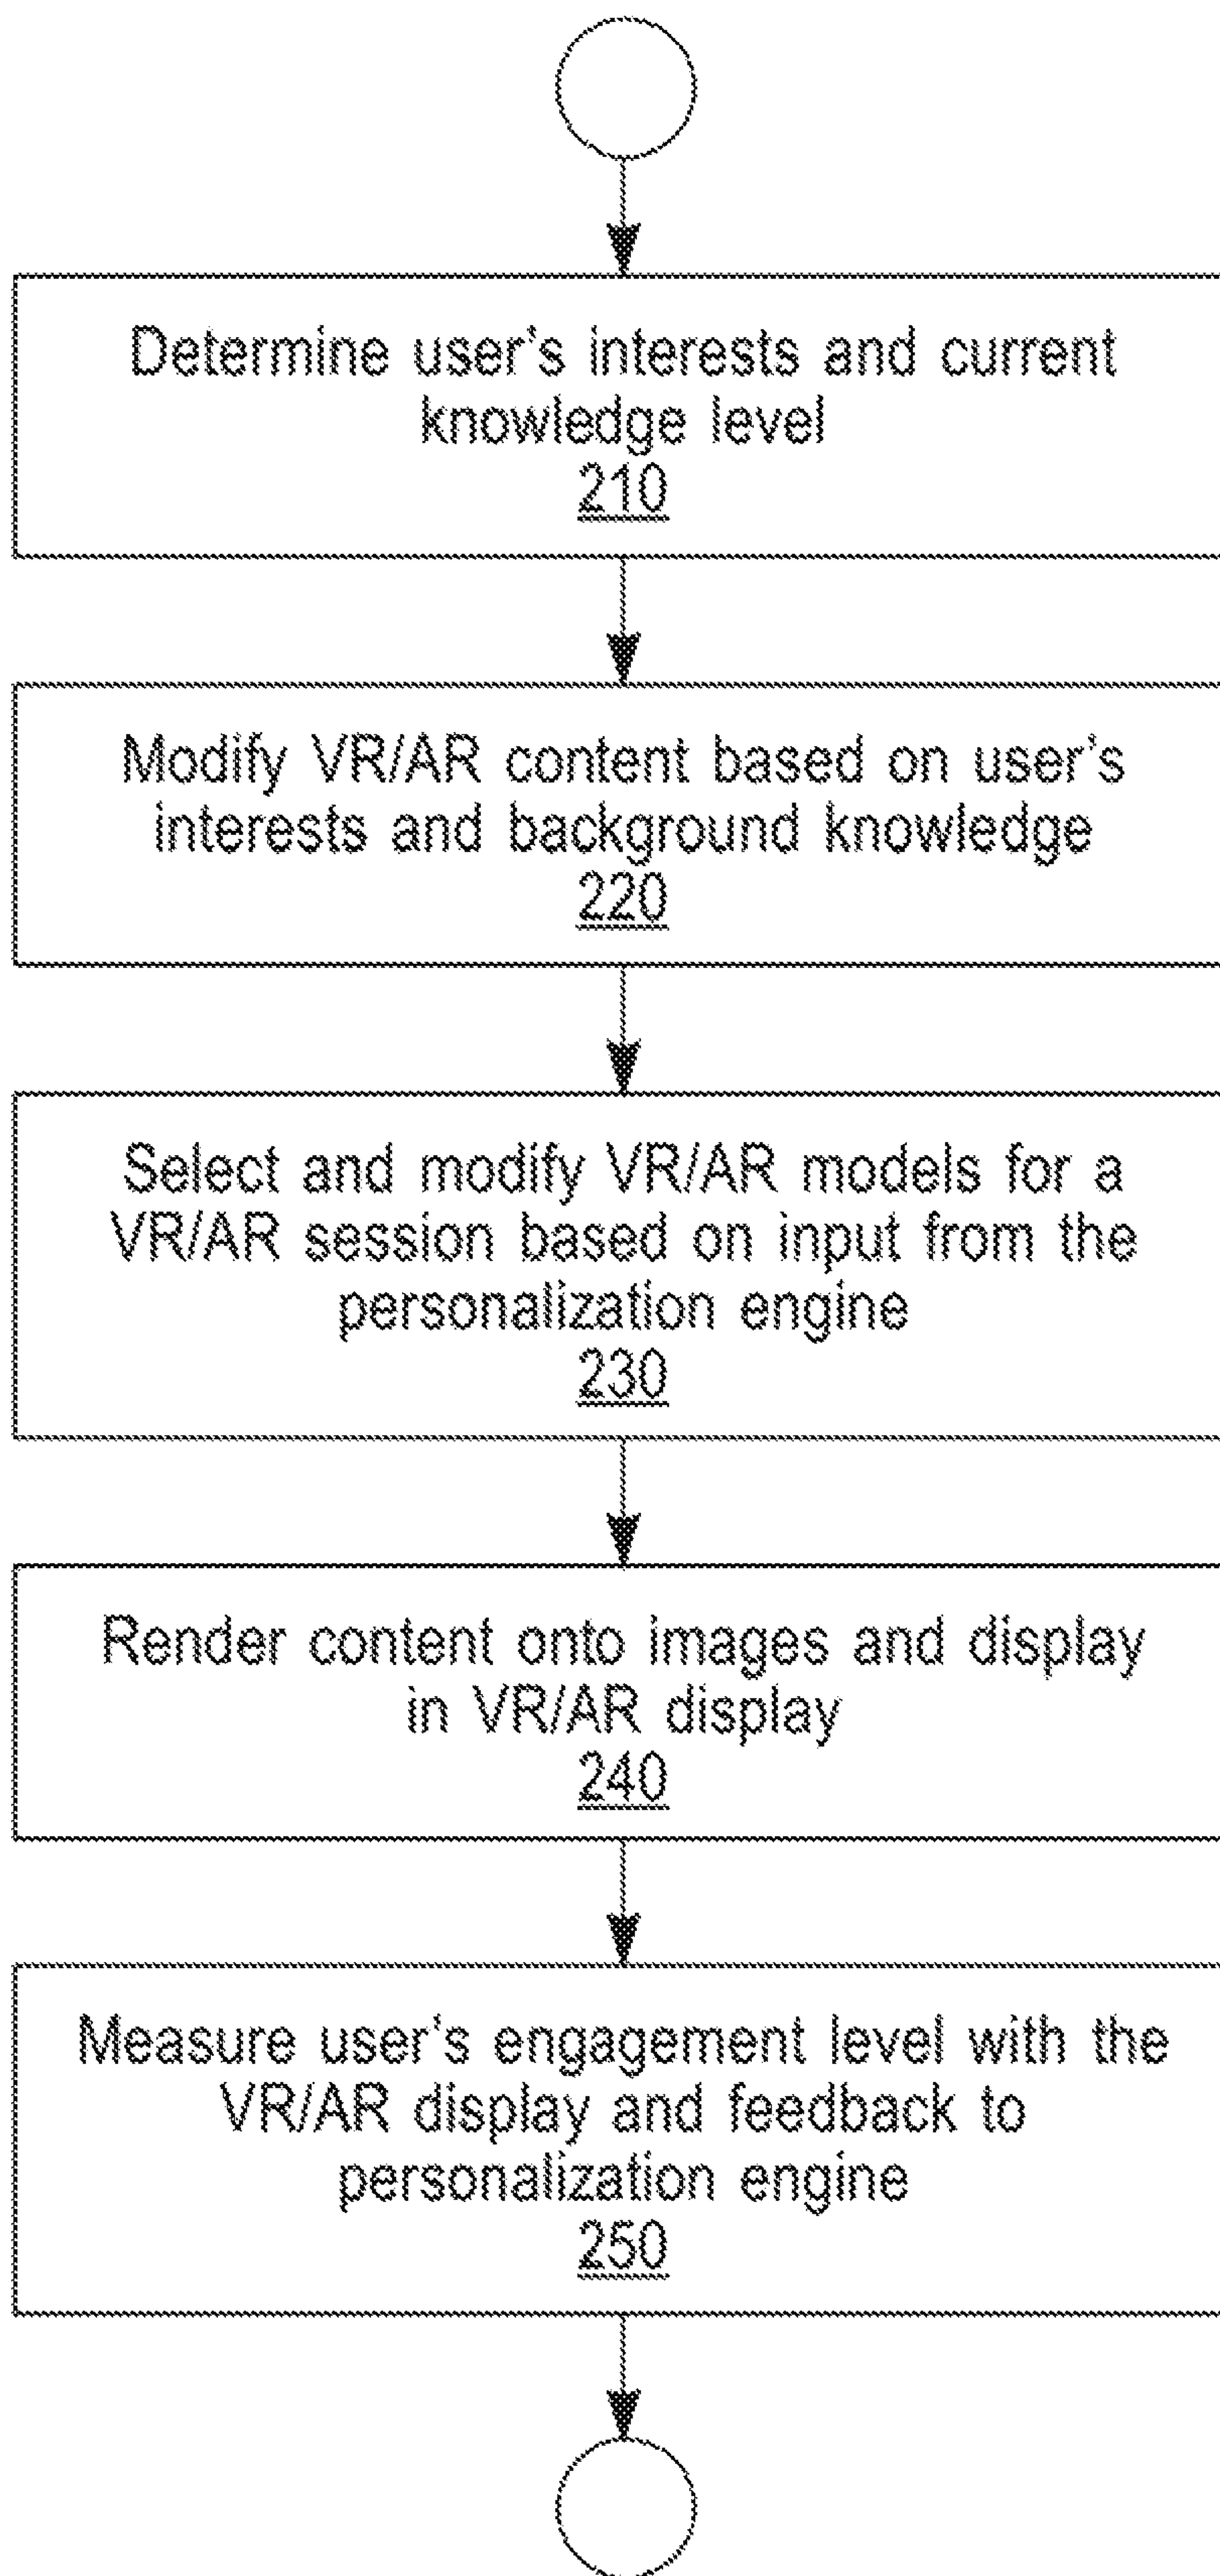 Determine user's interests and current
knowledge level
210
Modify VR/AR content based on user's
interests and background knowledge
220
Select and modify VR/AR models for a
VR/AR session based on input from the
personalization engine
230
Render content onto images and display
in VR/AR display
240
Measure user's engagement level with the
VR/AR display and feedback to
personalization engine
250